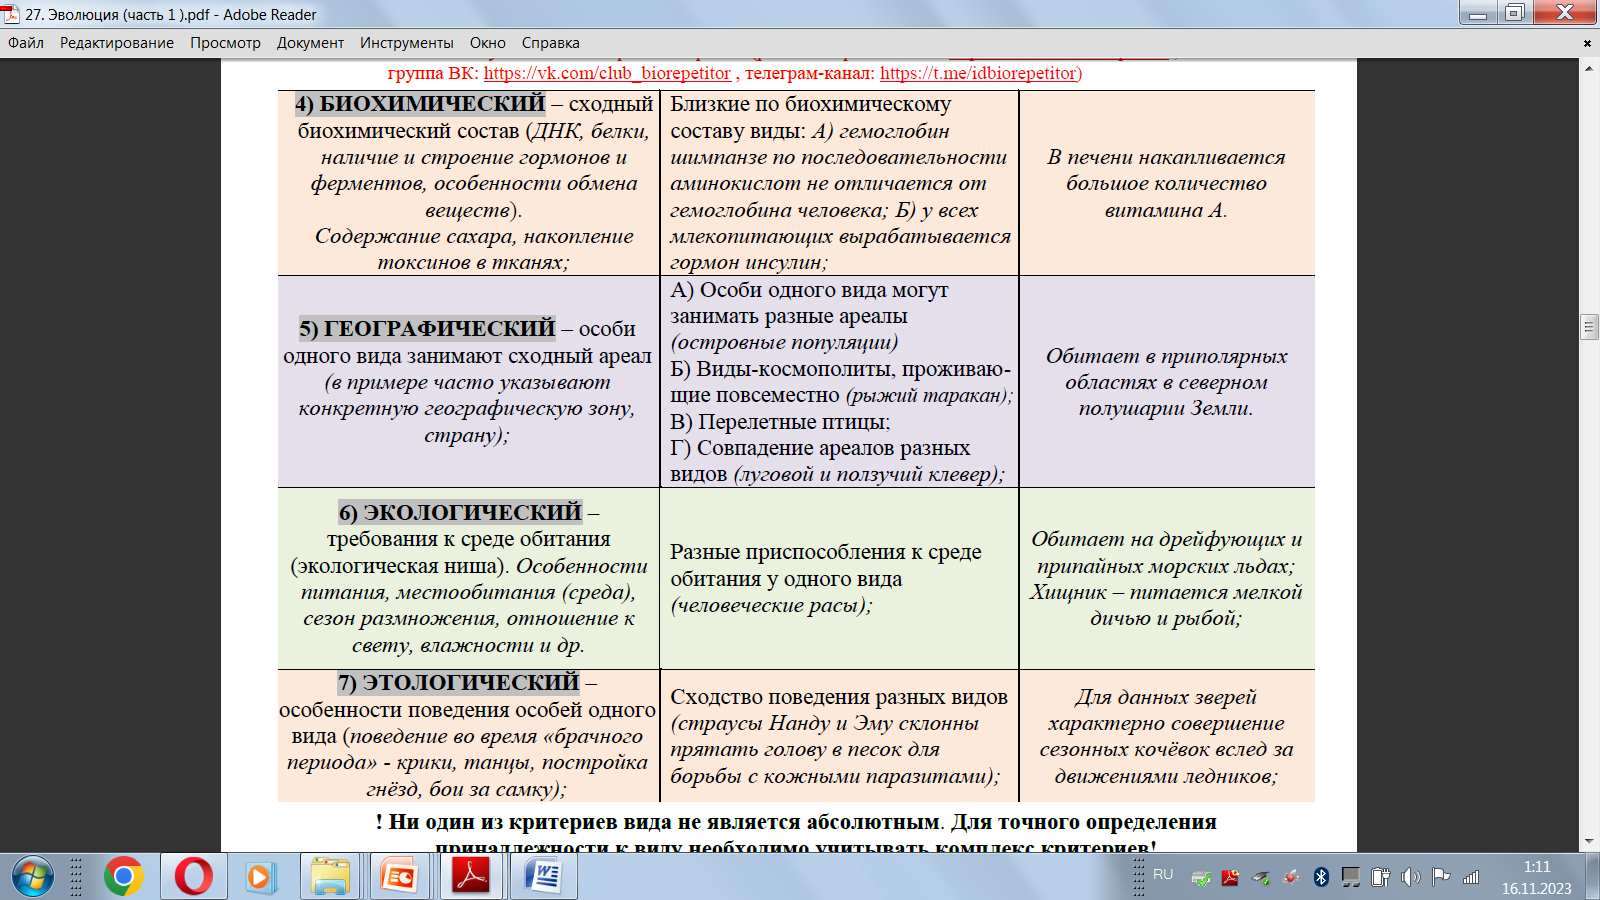 27. Эволюция (часть 1 ).pdf - Adobe Reader
Файл Редактирование Просмотр Документ Инструменты Окно Справка
группа ВК: https://vk.com/club_biorepetitor , телеграм-канал: https://t.me/idbiorepetitor)
4) БИОХИМИЧЕСКИЙ – сходный
биохимический состав (ДНК, белки,
наличие и строение гормонов и
ферментов, особенности обмена
веществ).
Содержание сахара, накопление
токсинов в тканях;
Близкие по биохимическому
составу виды: А) гемоглобин
шимпанзе по последовательности
аминокислот не отличается от
гемоглобина человека; Б) у всех
млекопитающих вырабатывается
гормон инсулин;
В печени накапливается
большое количество
витамина А.
5) ГЕОГРАФИЧЕСКИЙ – особи
одного вида занимают сходный ареал
(в примере часто указывают
конкретную географическую зону,
страну);
А) Особи одного вида могут
занимать разные ареалы
(островные популяции)
Б) Виды-космополиты, проживаю-
щие повсеместно (рыжий таракан);
В) Перелетные птицы;
Г) Совпадение ареалов разных
видов (луговой и ползучий клевер);
Обитает в приполярных
областях в северном
полушарии Земли.
6) ЭКОЛОГИЧЕСКИЙ –
требования к среде обитания
(экологическая ниша). Особенности
питания, местообитания (среда),
сезон размножения, отношение к
свету, влажности и др.
Разные приспособления к среде
обитания у одного вида
(человеческие расы);
Обитает на дрейфующих и
припайных морских льдах;
Хищник – питается мелкой
дичью и рыбой;
7) ЭТОЛОГИЧЕСКИЙ –
особенности поведения особей одного
вида (поведение во время «брачного
периода» - крики, танцы, постройка
гнёзд, бои за самку);
Сходство поведения разных видов
(страусы Нанду и Эму склонны
прятать голову в песок для
борьбы с кожными паразитами);
Для данных зверей
характерно совершение
сезонных кочёвок вслед за
движениями ледников;
! Ни один из критериев вида не является абсолютным. Для точного определения
принадлежности к виду необходимо учитывать комплекс критериев!
RU
1:11
16.11.2023